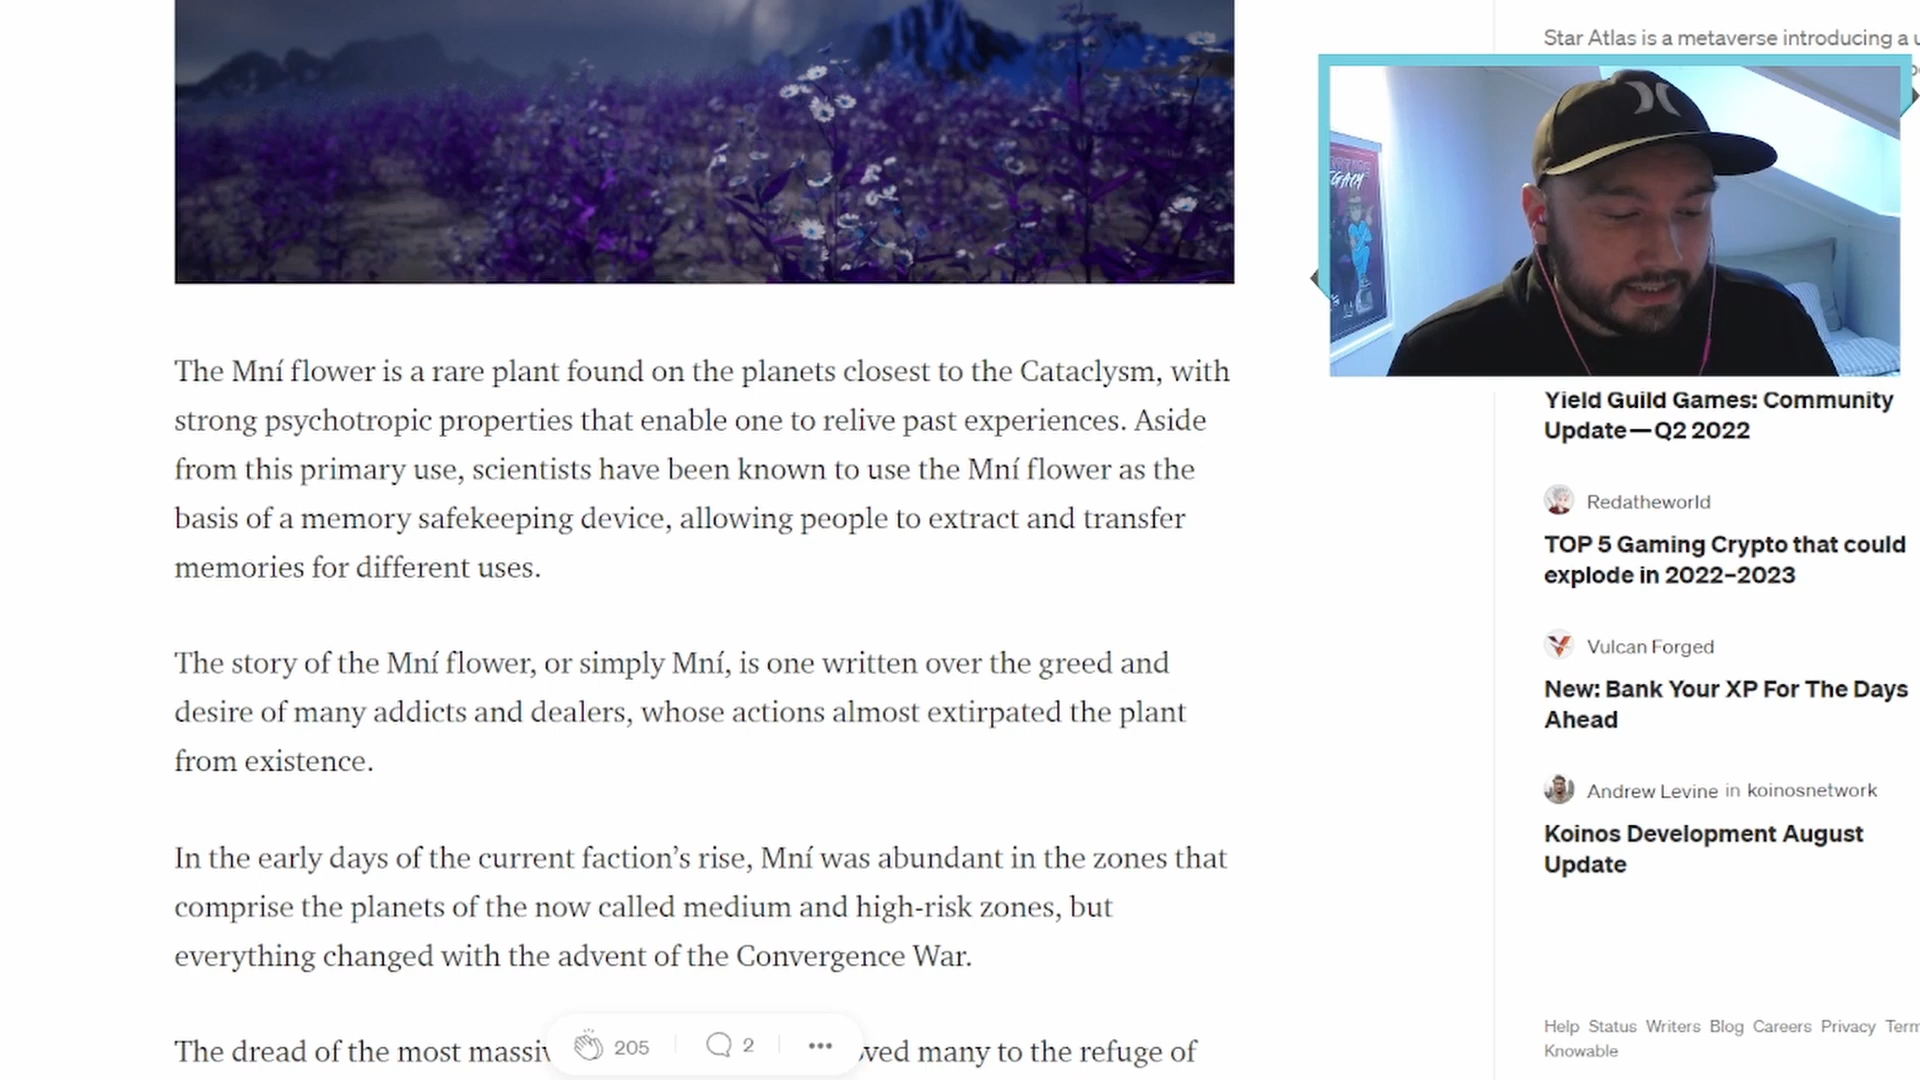 The Mní flower is a rare plant found on the planets closest to the Cataclysm, with
strong psychotropic properties that enable one to relive past experiences. Aside
from this primary use, scientists have been known to use the Mní flower as the
basis of a memory safekeeping device, allowing people to extract and transfer
memories for different uses.
The story of the Mní flower, or simply Mní, is one written over the greed and
desire of many addicts and dealers, whose actions almost extirpated the plant
from existence.
In the early days of the current faction’s rise, Mní was abundant in the zones that
comprise the planets of the now called medium and high-risk zones, but
everything changed with the advent of the Convergence War.
The dread of the most many to the refuge of
205
2
Star Atlas is a metaverse introducing a
Yield Guild Games: Community
Update — Q2 2022
Redatheworld
TOP 5 Gaming Crypto that could
explode in 2022–2023
Vulcan Forged
New: Bank Your XP For The Days
Ahead
Andrew Levine in koinosnetwork
Koinos Development August
Update
Help Status Writers Blog Careers Privacy
Knowable